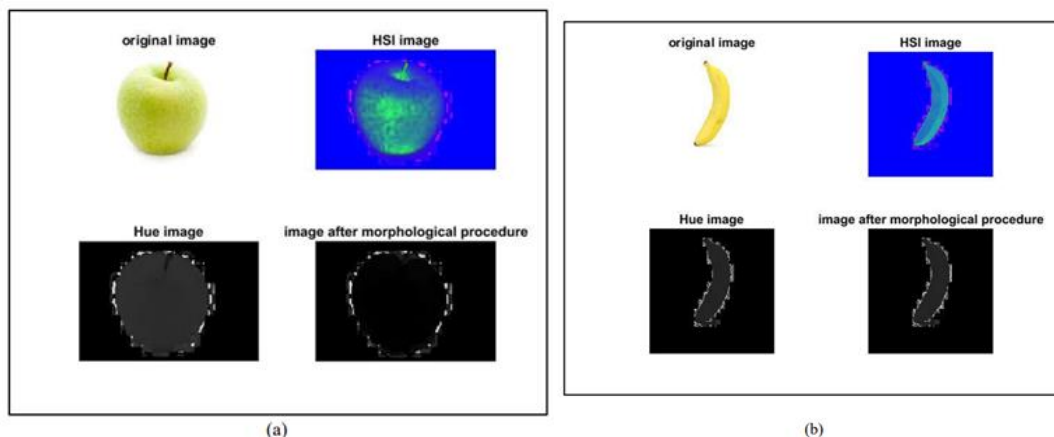 original image
HSI image
Hue image
image after morphological procedure
(a)
original image
HSI image
Hue image
image after morphological procedure
(b)